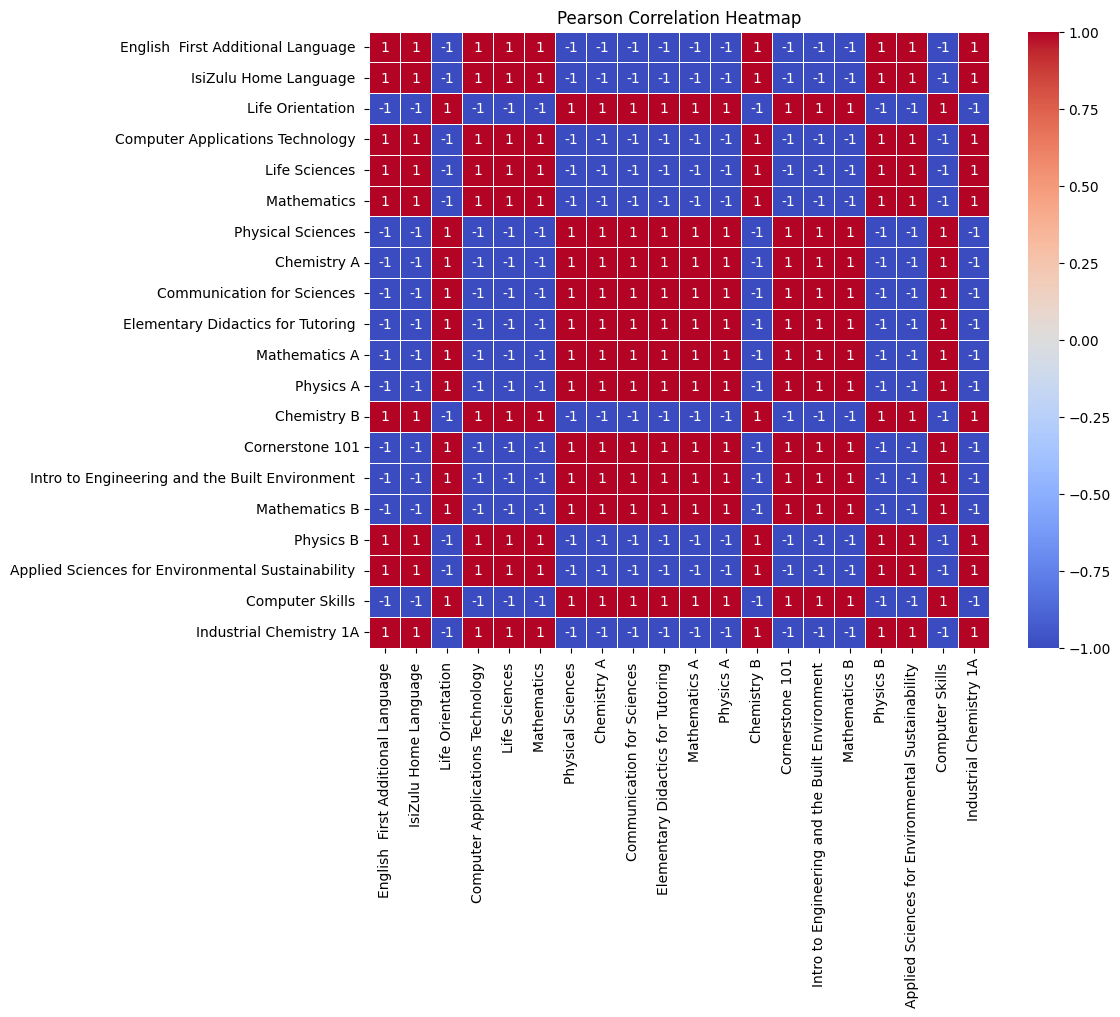 Pearson Correlation Heatmap
English  First Additional Language 1 1 -1 1 1 1 -1 -1 -1 -1 -1 -1 1 -1 -1 -1 1 1 -1 1
IsiZulu Home Language 1 1 -1 1 1 1 -1 -1 -1 -1 -1 -1 1 -1 -1 -1 1 1 -1 1
Life Orientation -1 -1 1 -1 -1 -1 1 1 1 1 1 1 -1 1 1 1 -1 -1 1 -1
Computer Applications Technology 1 1 -1 1 1 1 -1 -1 -1 -1 -1 -1 1 -1 -1 -1 1 1 -1 1
Life Sciences 1 1 -1 1 1 1 -1 -1 -1 -1 -1 -1 1 -1 -1 -1 1 1 -1 1
Mathematics 1 1 -1 1 1 1 -1 -1 -1 -1 -1 -1 1 -1 -1 -1 1 1 -1 1
Physical Sciences -1 -1 1 -1 -1 -1 1 1 1 1 1 1 -1 1 1 1 -1 -1 1 -1
Chemistry A -1 -1 1 -1 -1 -1 1 1 1 1 1 1 -1 1 1 1 -1 -1 1 -1
Communication for Sciences -1 -1 1 -1 -1 -1 1 1 1 1 1 1 -1 1 1 1 -1 -1 1 -1
Elementary Didactics for Tutoring -1 -1 1 -1 -1 -1 1 1 1 1 1 1 -1 1 1 1 -1 -1 1 -1
Mathematics A -1 -1 1 -1 -1 -1 1 1 1 1 1 1 -1 1 1 1 -1 -1 1 -1
Physics A -1 -1 1 -1 -1 -1 1 1 1 1 1 1 -1 1 1 1 -1 -1 1 -1
Chemistry B 1 1 -1 1 1 1 -1 -1 -1 -1 -1 -1 1 -1 -1 -1 1 1 -1 1
Cornerstone 101 -1 -1 1 -1 -1 -1 1 1 1 1 1 1 -1 1 1 1 -1 -1 1 -1
Intro to Engineering and the Built Environment -1 -1 1 -1 -1 -1 1 1 1 1 1 1 -1 1 1 1 -1 -1 1 -1
Mathematics B -1 -1 1 -1 -1 -1 1 1 1 1 1 1 -1 1 1 1 -1 -1 1 -1
Physics B 1 1 -1 1 1 1 -1 -1 -1 -1 -1 -1 1 -1 -1 -1 1 1 -1 1
Applied Sciences for Environmental Sustainability 1 1 -1 1 1 1 -1 -1 -1 -1 -1 -1 1 -1 -1 -1 1 1 -1 1
Computer Skills -1 -1 1 -1 -1 -1 1 1 1 1 1 1 -1 1 1 1 -1 -1 1 -1
Industrial Chemistry 1A 1 1 -1 1 1 1 -1 -1 -1 -1 -1 -1 1 -1 -1 -1 1 1 -1 1
English  First Additional Language
IsiZulu Home Language
Life Orientation
Computer Applications Technology
Life Sciences
Mathematics
Physical Sciences
Chemistry A
Communication for Sciences
Elementary Didactics for Tutoring
Mathematics A
Physics A
Chemistry B
Cornerstone 101
Intro to Engineering and the Built Environment
Mathematics B
Physics B
Applied Sciences for Environmental Sustainability
Computer Skills
Industrial Chemistry 1A
1.00
0.75
0.50
0.25
0.00
−0.25
−0.50
−0.75
−1.00